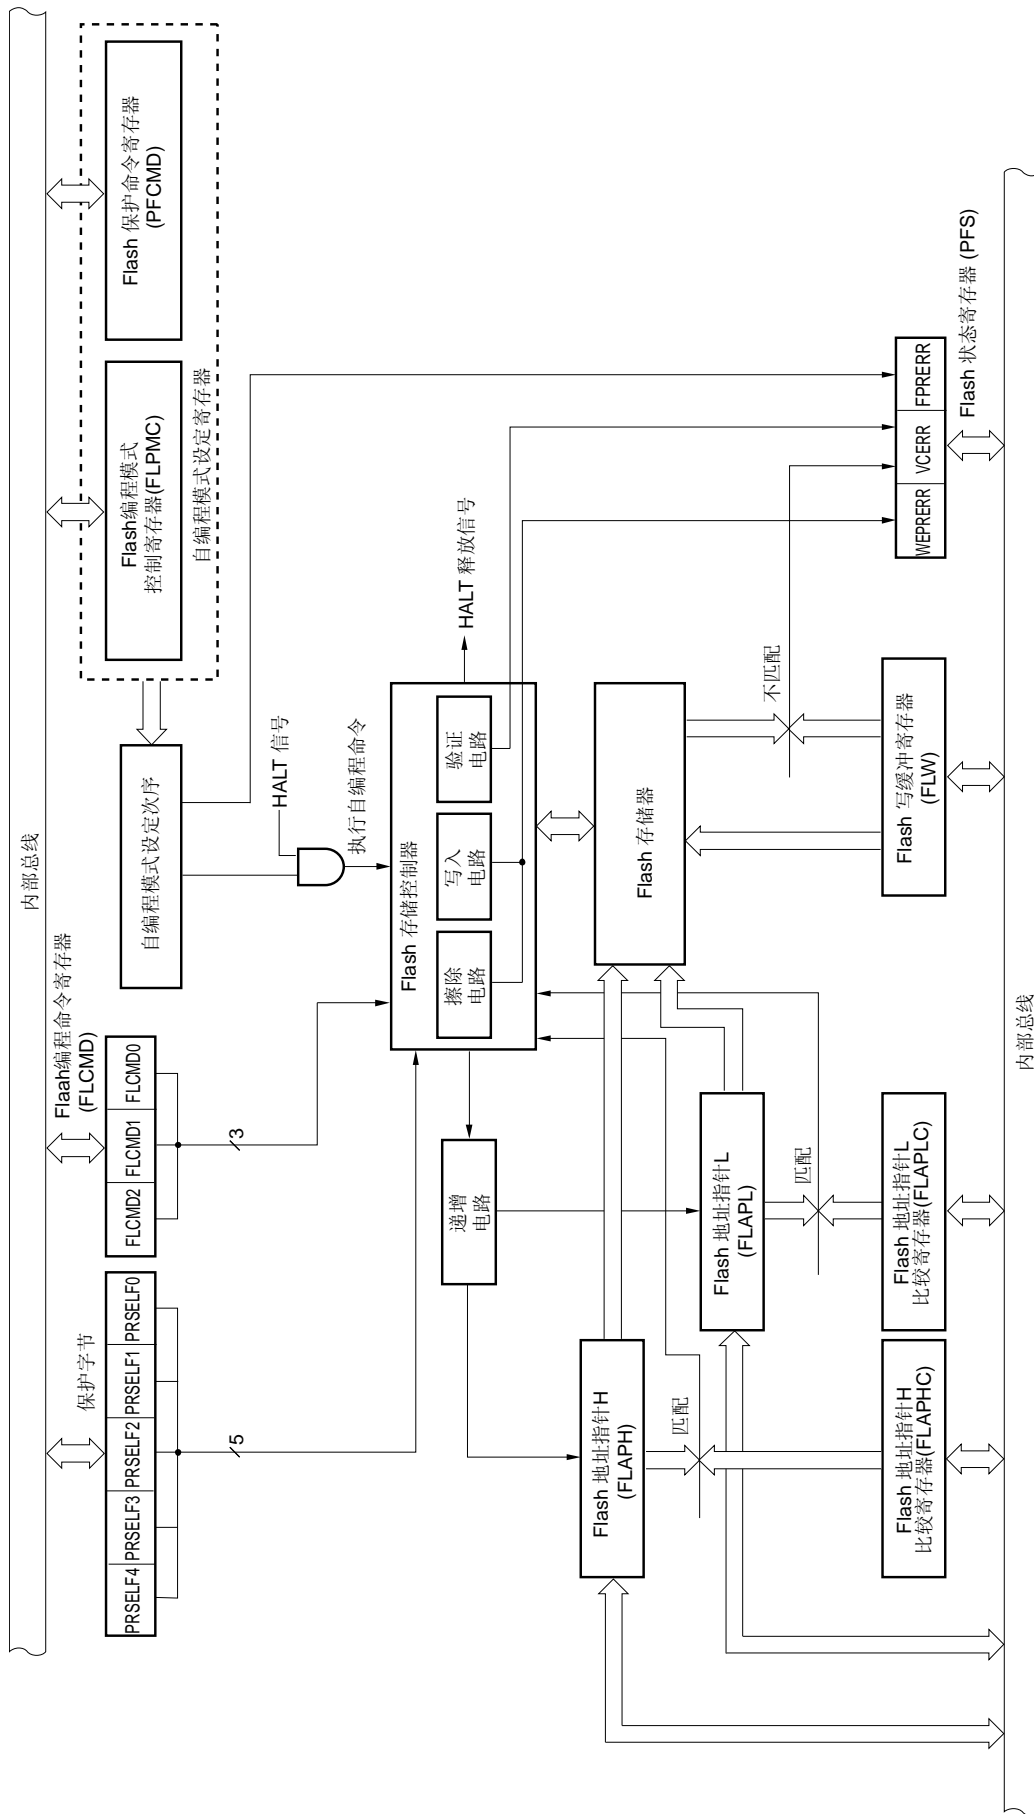 内部总线
保护字节
PRSELF4
PRSELF3
PRSELF2
PRSELF1
PRSELF0
5
Flaah编程命令寄存器
(FLCMD)
FLCMD2
FLCMD1
FLCMD0
3
自编程模式设定次序
Flash编程模式
控制寄存器(FLPMC)
Flash 保护命令寄存器
(PFCMD)
自编程模式设定寄存器
HALT 信号
执行自编程命令
Flash 存储控制器
擦除
电路
写入
电路
验证
电路
HALT 释放信号
递增
电路
Flash 地址指针H
(FLAPH)
匹配
Flash 地址指针L
(FLAPL)
匹配
Flash 存储器
不匹配
Flash 地址指针H
比较寄存器(FLAPHC)
Flash 地址指针L
比较寄存器(FLAPLC)
Flash 写缓冲寄存器
(FLW)
WEPRERR
VCERR
FPRERR
Flash 状态寄存器 (PFS)
内部总线